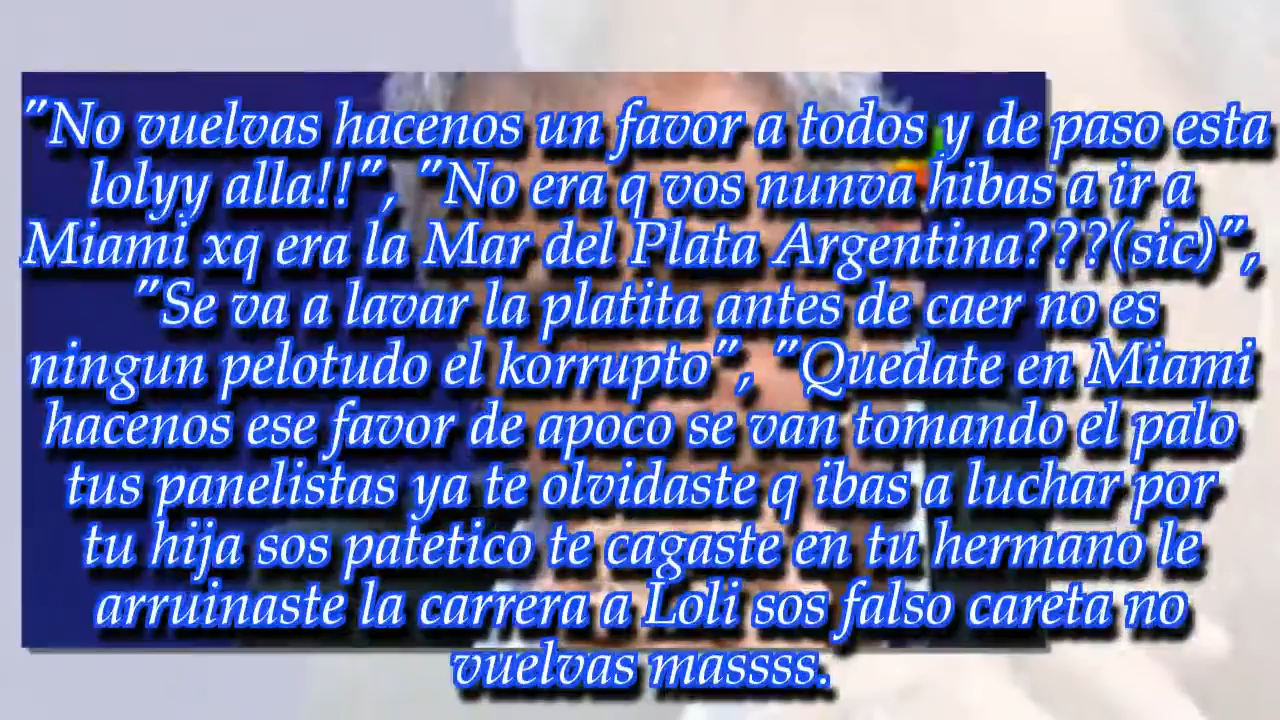 "No vuelvas hacenos un favor a todos y de paso esta
lolyy alla!!", "No era q vos nunva hibas a ir a
Miami xq era la Mar del Plata Argentina???(sic)",
"Se va a lavar la platita antes de caer no es
ningun pelotudo el korrupto", "Quedate en Miami
hacenos ese favor de apoco se van tomando el palo
tus panelistas ya te olvidaste q ibas a luchar por
tu hija sos patetico te cagaste en tu hermano le
arruinaste la carrera a Loli sos falso careta no
vuelvas massss.